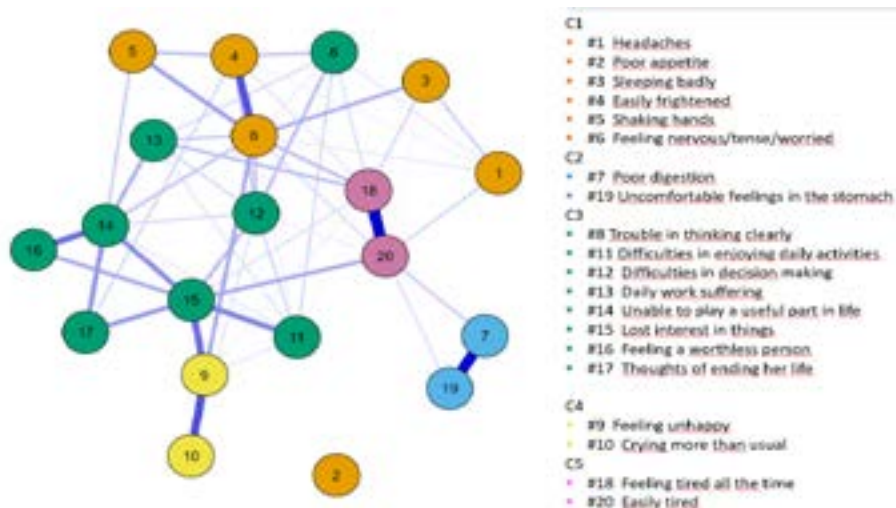 5
4
8
3
13
6
1
18
12
14
16
20
15
17
11
7
9
19
10
2
C1
#1 Headaches
#2 Poor appetite
#3 Sleeping badly
#4 Easily frightened
#5 Shaking hands
#6 Feeling nervous/tense/worried
C2
#7 Poor digestion
#19 Uncomfortable feelings in the stomach
C3
#8 Trouble in thinking clearly
#11 Difficulties in enjoying daily activities
#12 Difficulties in decision making
#13 Daily work suffering
#14 Unable to play a useful part in life
#15 Lost interest in things
#16 Feeling a worthless person
#17 Thoughts of ending her life
C4
#9 Feeling unhappy
#10 Crying more than usual
C5
#18 Feeling tired all the time
#20 Easily tired